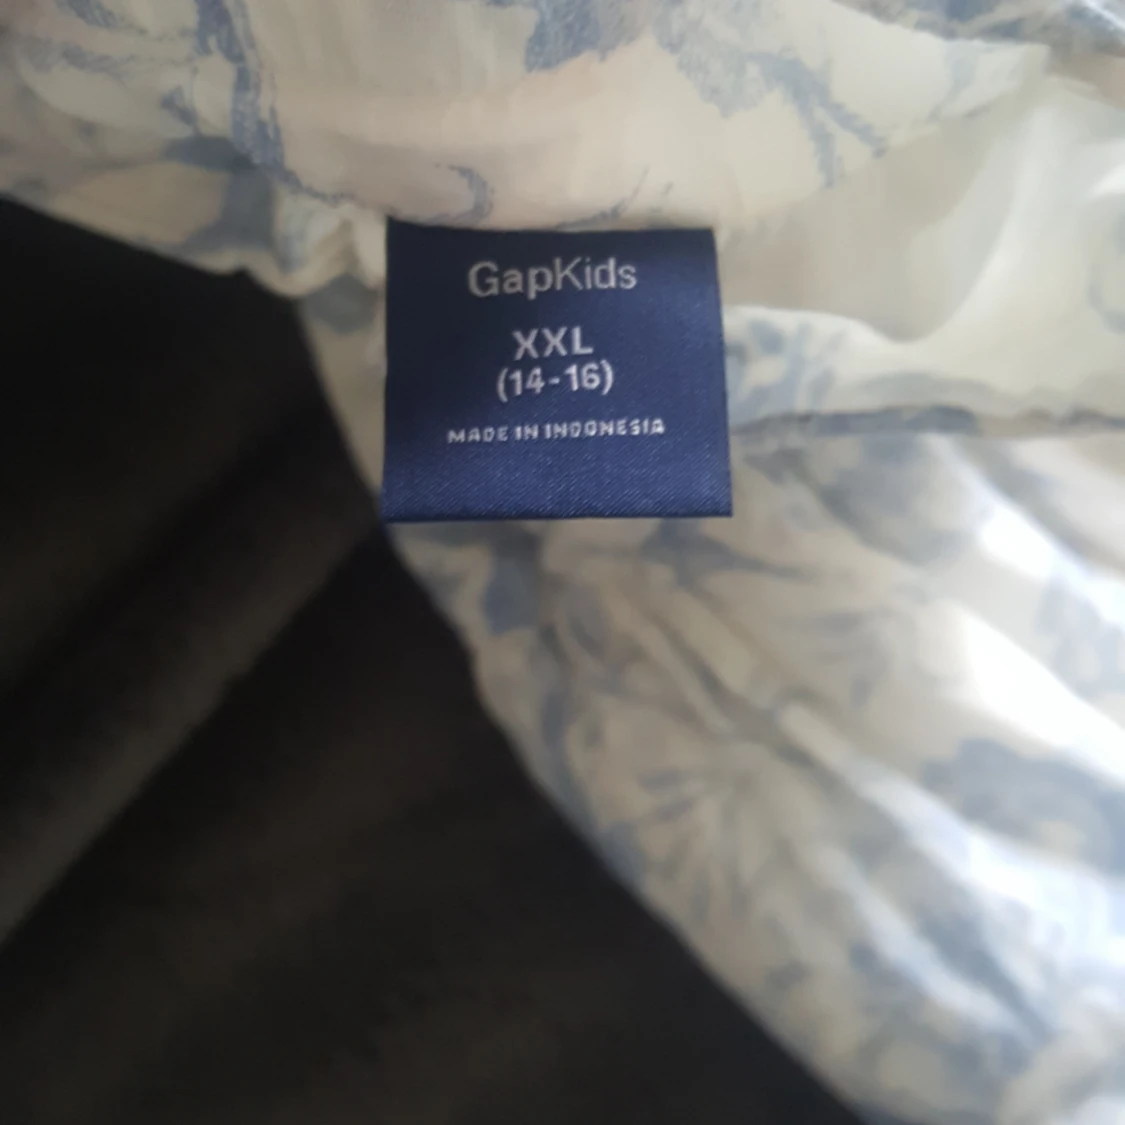 GapKids
XXL
(14-16)
MADE IN INDONESIA